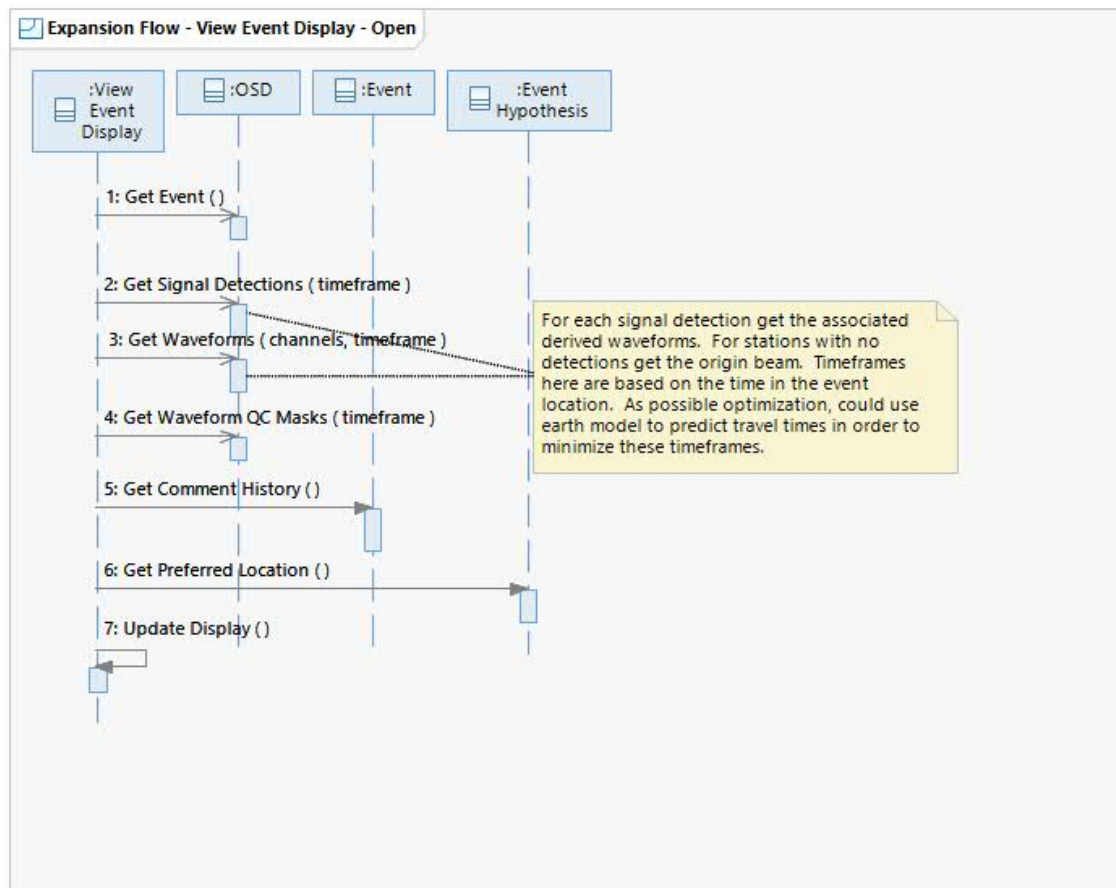 Expansion Flow - View Event Display - Open
:View
Event
Display
:OSD
:Event
:Event
Hypothesis
1: Get Event ( )
2: Get Signal Detections ( timeframe )
3: Get Waveforms ( channels, timeframe )
For each signal detection get the associated
derived waveforms.  For stations with no
detections get the origin beam.  Timeframes
here are based on the time in the event
location.  As possible optimization, could use
earth model to predict travel times in order to
minimize these timeframes.
4: Get Waveform QC Masks ( timeframe )
5: Get Comment History ( )
6: Get Preferred Location ( )
7: Update Display ( )